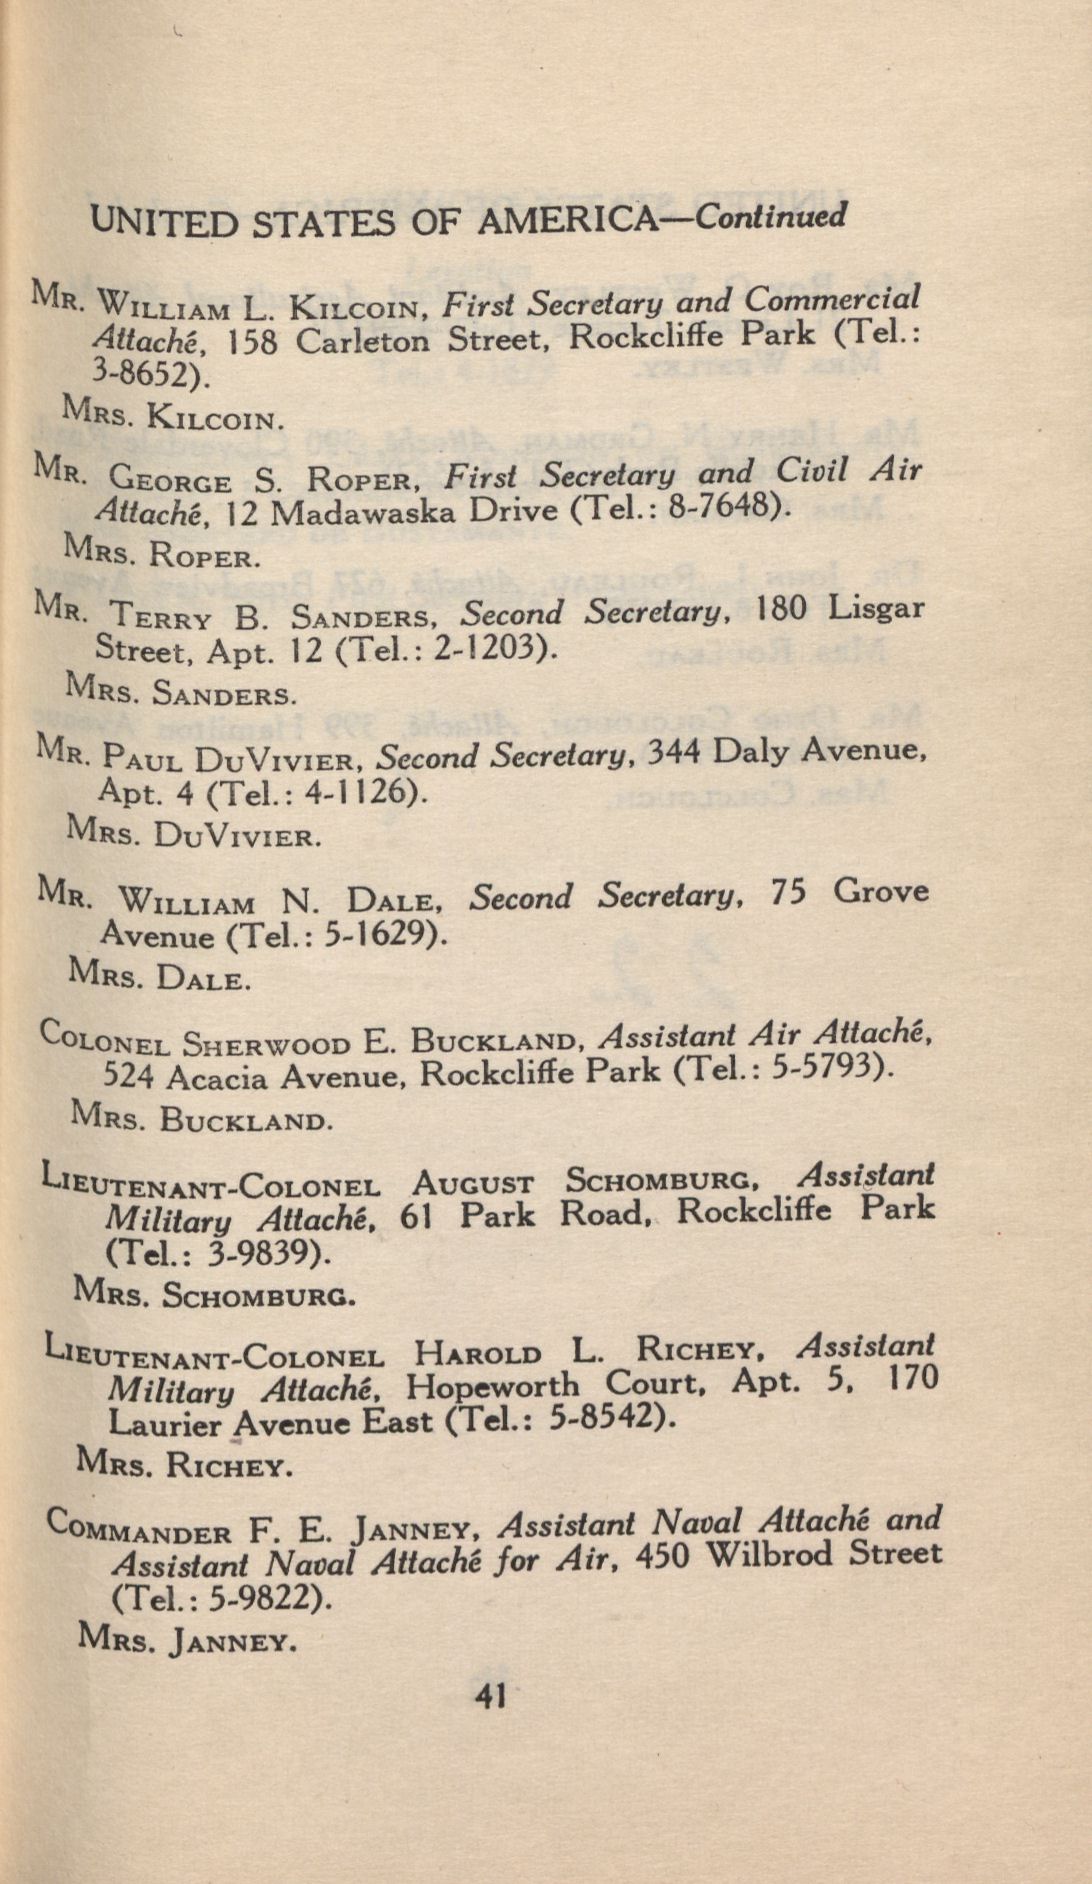 UNITED STATES OF AMERICA—Continued
MR. WILLIAM L. KILCOIN, First Secretary and Commercial
Attaché, 158 Carleton Street, Rockcliffe Park (Tel.:
3-8652).
MRS. KILCOIN.
MR. GEORGE S. ROPER, First Secretary and Civil Air
Attaché, 12 Madawaska Drive (Tel.: 8-7648).
MRS. ROPER.
MR. TERRY B. SANDERS, Second Secretary, 180 Lisgar
Street, Apt. 12 (Tel.: 2-1203).
MRS. SANDERS.
MR. PAUL DUVIVIER, Second Secretary, 344 Daly Avenue,
Apt. 4 (Tel.: 4-1126).
MRS. DUVIVIER.
MR. WILLIAM N. DALE, Second Secretary, 75 Grove
Avenue (Tel.: 5-1629).
MRS. DALE.
COLONEL SHERWOOD E. BUCKLAND, Assistant Air Attaché,
524 Acacia Avenue, Rockcliffe Park (Tel.: 5-5793).
MRS. BUCKLAND.
LIEUTENANT-COLONEL AUGUST SCHOMBURG, Assistant
Military Attaché, 61 Park Road, Rockcliffe Park
(Tel.: 3-9839).
MRS. SCHOMBURG.
LIEUTENANT-COLONEL HAROLD L. RICHEY, Assistant
Military Attaché, Hopeworth Court, Apt. 5, 170
Laurier Avenue East (Tel.: 5-8542).
MRS. RICHEY.
COMMANDER F. E. JANNEY, Assistant Naval Attaché and
Assistant Naval Attaché for Air, 450 Wilbrod Street
(Tel.: 5-9822).
MRS. JANNEY.
41